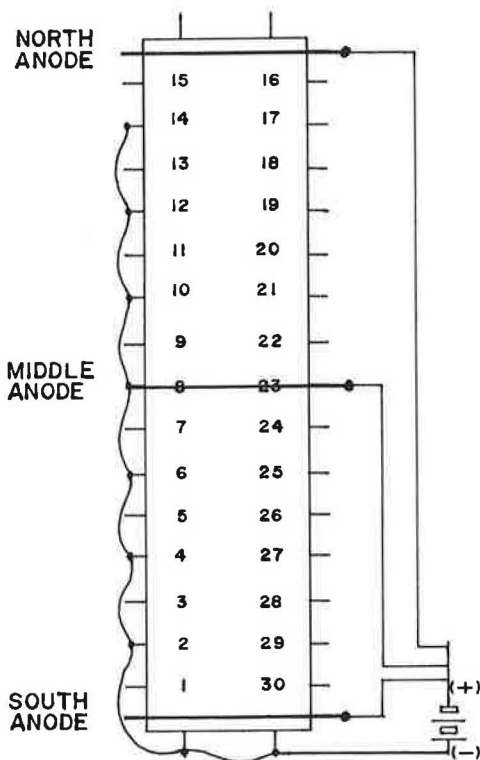 NORTH
ANODE
15 16
14 17
13 18
12 19
11 20
10 21
9 22
MIDDLE
ANODE
8 23
7 24
6 25
5 26
4 27
3 28
2 29
1 30
(+)
SOUTH
ANODE
(-)